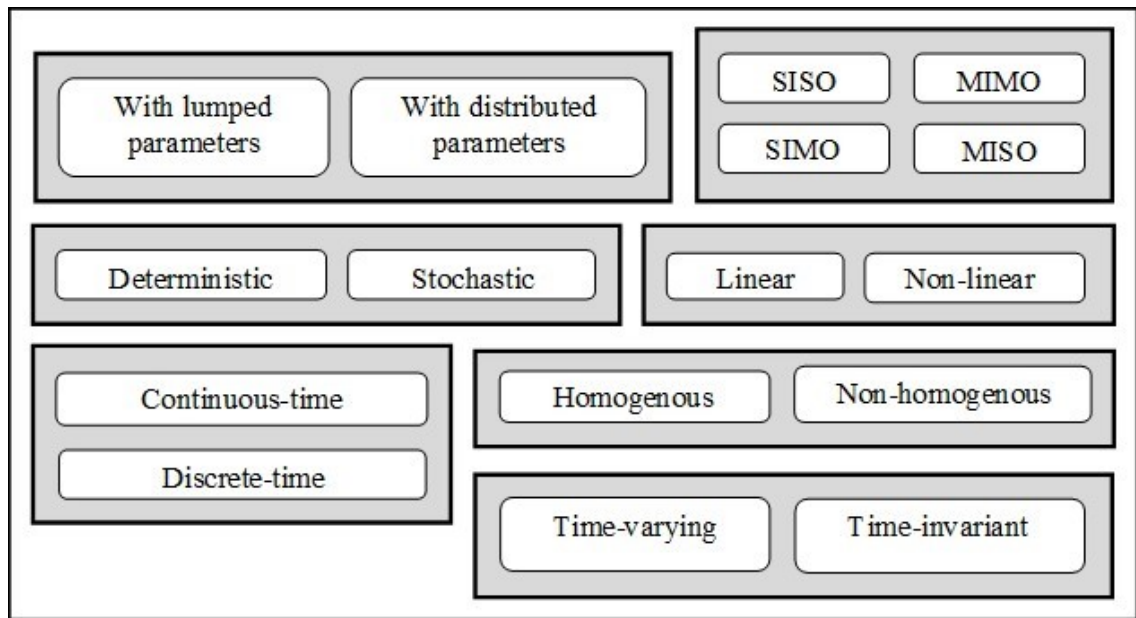 With lumped
parameters
With distributed
parameters
SISO
MIMO
SIMO
MISO
Deterministic
Stochastic
Linear
Non-linear
Continuous-time
Discrete-time
Homogenous
Non-homogenous
Time-varying
Time-invariant